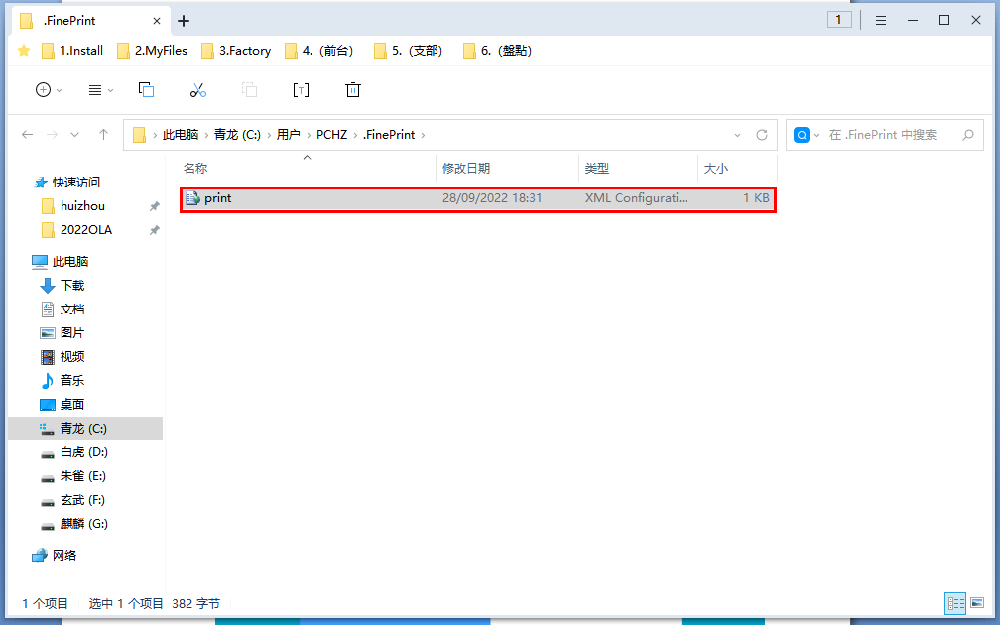 .FinePrint
1
1.Install 2.MyFiles 3.Factory 4.（前台） 5.（支部） 6.（盤點）
此电脑 青龙 (C:) 用户 PCHZ .FinePrint 在 .FinePrint 中搜索
名称 修改日期 类型 大小
print 28/09/2022 18:31 XML Configurati... 1 KB
快速访问
huizhou
2022OLA
此电脑
下载
文档
图片
视频
音乐
桌面
青龙 (C:)
白虎 (D:)
朱雀 (E:)
玄武 (F:)
麒麟 (G:)
网络
1 个项目 选中 1 个项目 382 字节